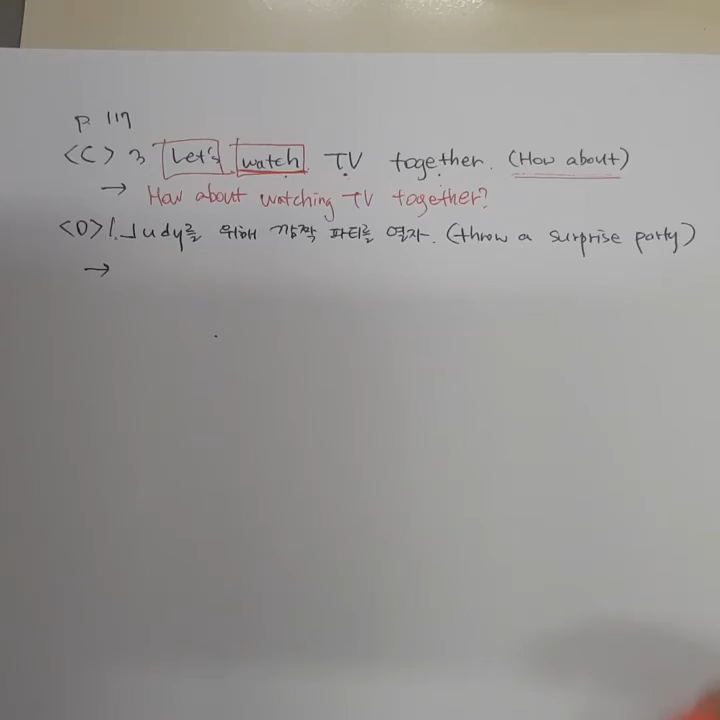 p. 117
<C> 3 Let's watch TV together. (How about)
→ How about watching TV together?
<D> 1. Judy를 위해 깜짝 파티를 열자. (throw a surprise party)
→